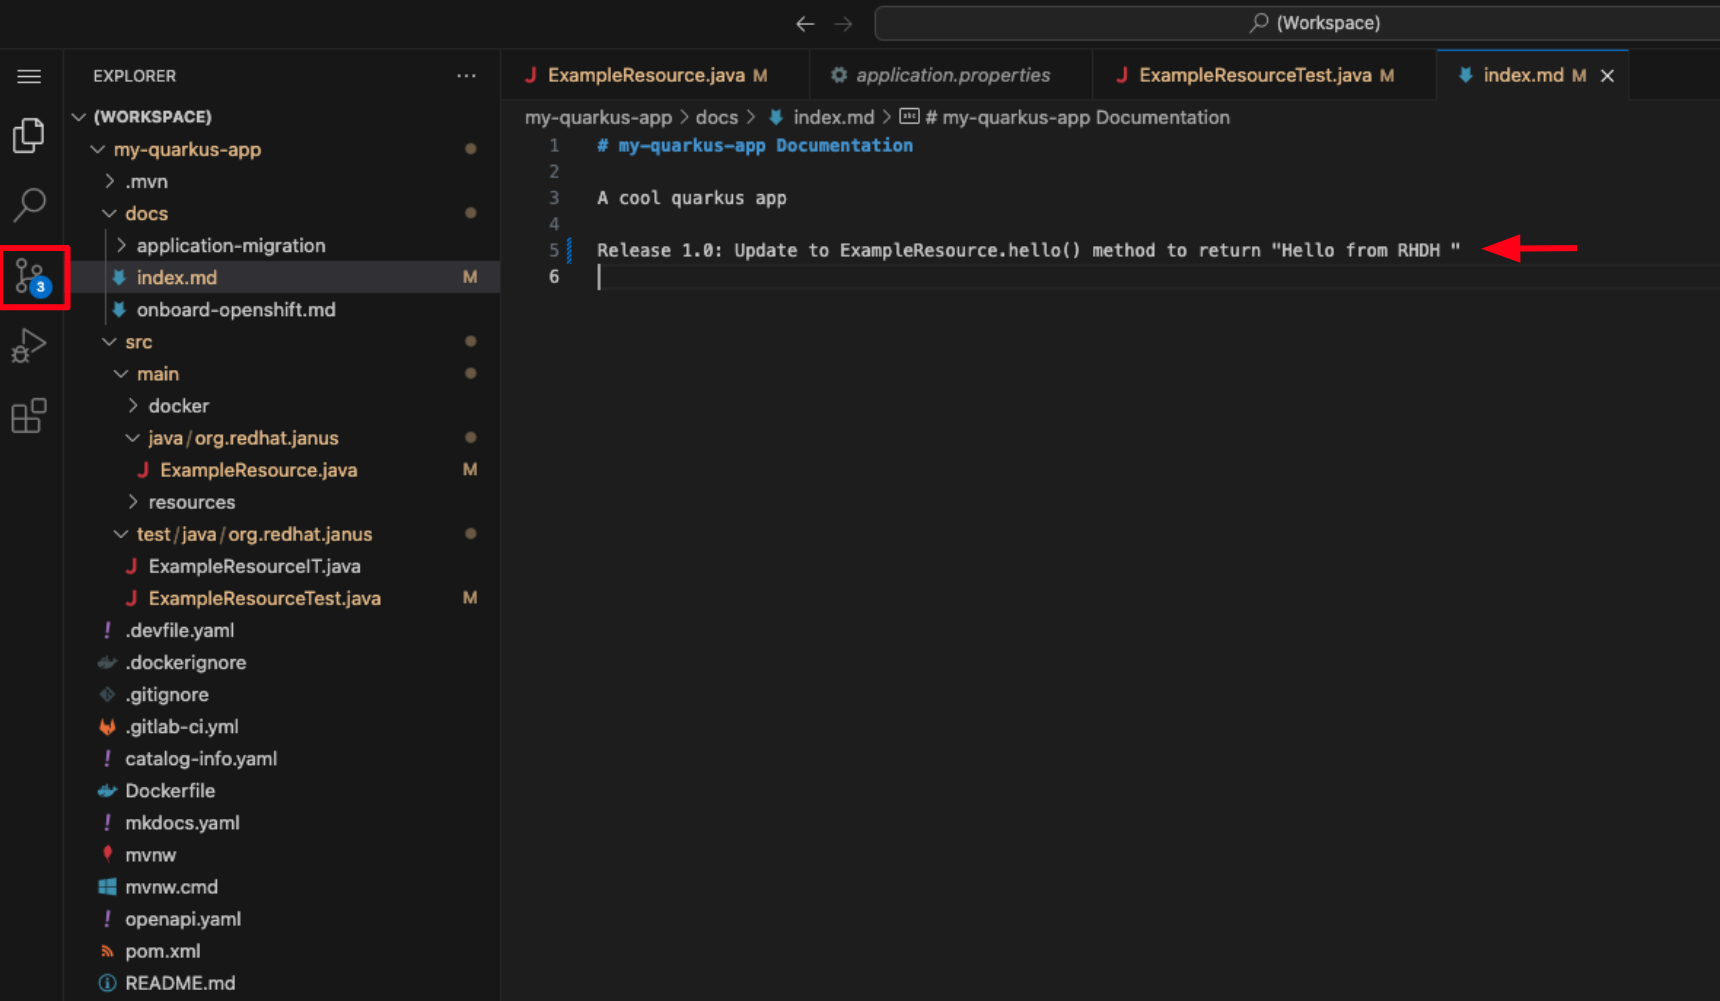 (Workspace)
EXPLORER ...
ExampleResource.java M
application.properties
ExampleResourceTest.java M
index.md M
my-quarkus-app > docs > index.md > # my-quarkus-app Documentation
(WORKSPACE)
my-quarkus-app
.mvn
docs
application-migration
index.md M
onboard-openshift.md
src
main
docker
java/org.redhat.janus
J ExampleResource.java M
resources
test/java/org.redhat.janus
J ExampleResourceIT.java
J ExampleResourceTest.java M
! .devfile.yaml
.dockerignore
.gitignore
.gitlab-ci.yml
! catalog-info.yaml
Dockerfile
! mkdocs.yaml
mvnw
mvnw.cmd
! openapi.yaml
pom.xml
README.md
3
1 # my-quarkus-app Documentation
2
3 A cool quarkus app
4
5 Release 1.0: Update to ExampleResource.hello() method to return "Hello from RHDH "
6